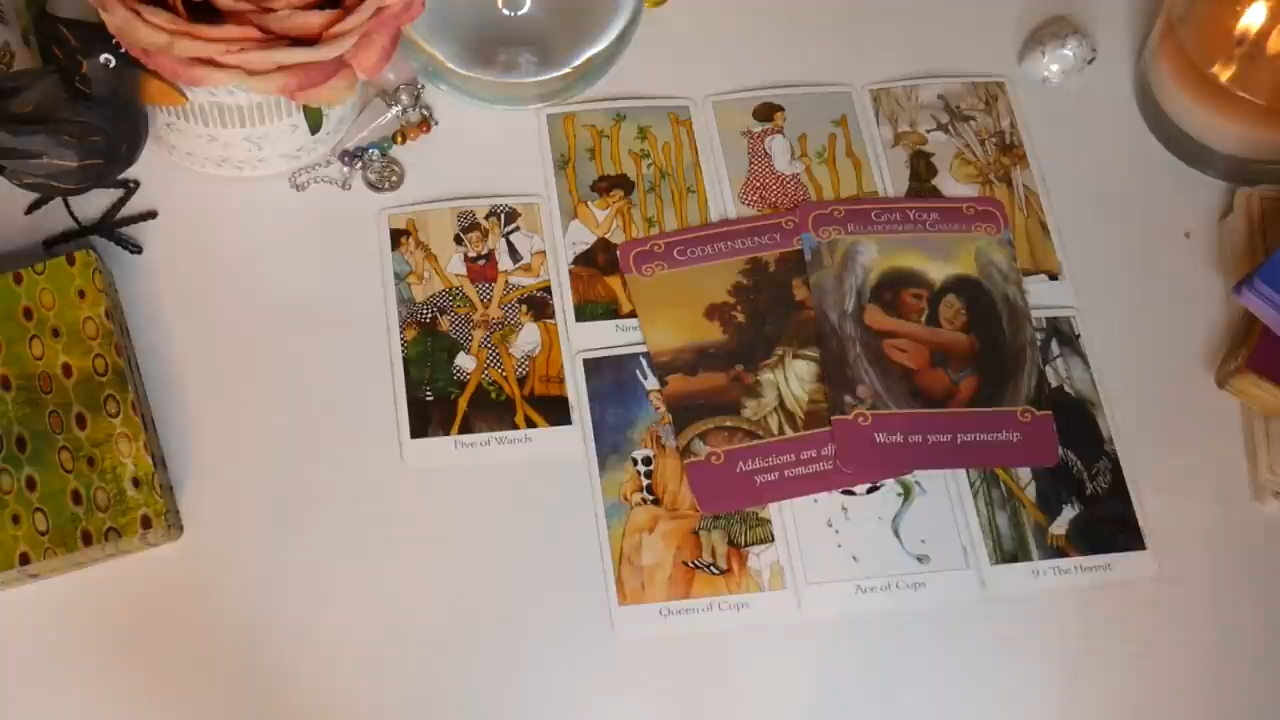 Five of Wands
Nine
CODEPENDENCY
Addictions are
your romantic
GIVE YOUR
RELATIONSHIP A CHANCE
Work on your partnership.
Queen of Cups
Ace of Cups
9 : The Hermit